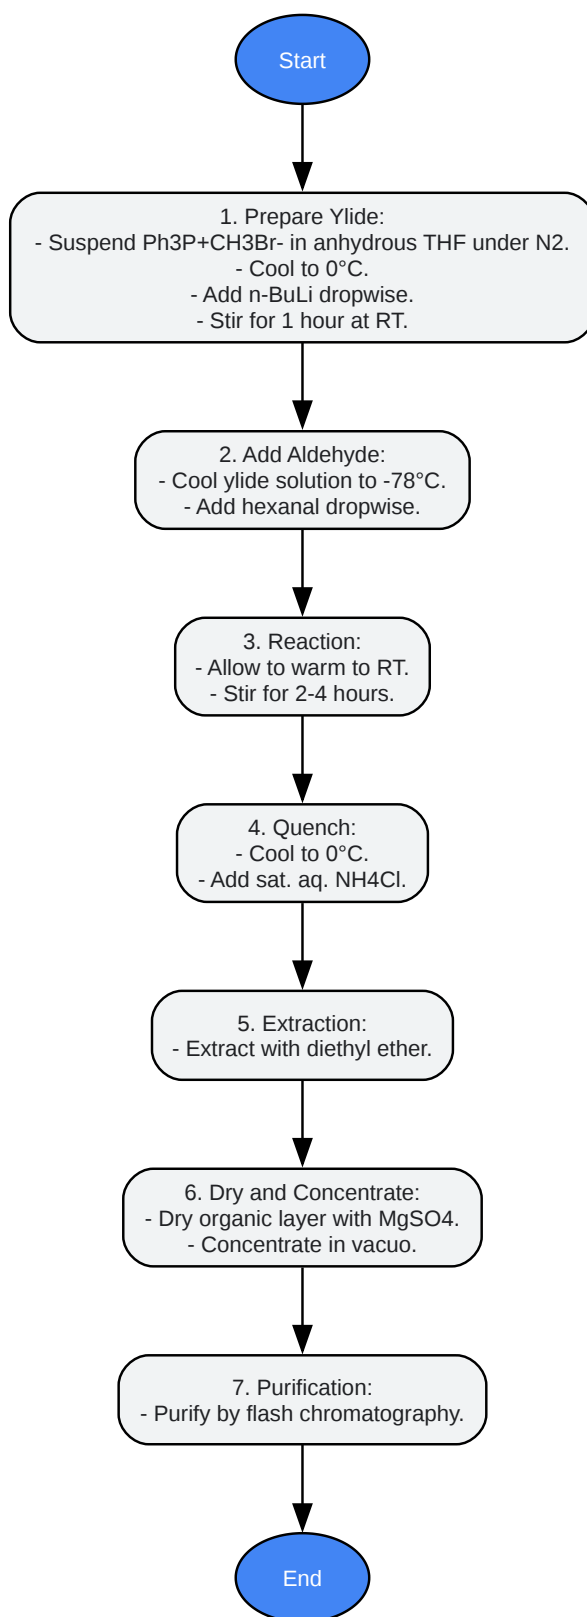 Start
1. Prepare Ylide:
- Suspend Ph3P+CH3Br- in anhydrous THF under N2.
- Cool to 0°C.
- Add n-BuLi dropwise.
- Stir for 1 hour at RT.
2. Add Aldehyde:
- Cool ylide solution to -78°C.
- Add hexanal dropwise.
3. Reaction:
- Allow to warm to RT.
- Stir for 2-4 hours.
4. Quench:
- Cool to 0°C.
- Add sat. aq. NH4Cl.
5. Extraction:
- Extract with diethyl ether.
6. Dry and Concentrate:
- Dry organic layer with MgSO4.
- Concentrate in vacuo.
7. Purification:
- Purify by flash chromatography.
End